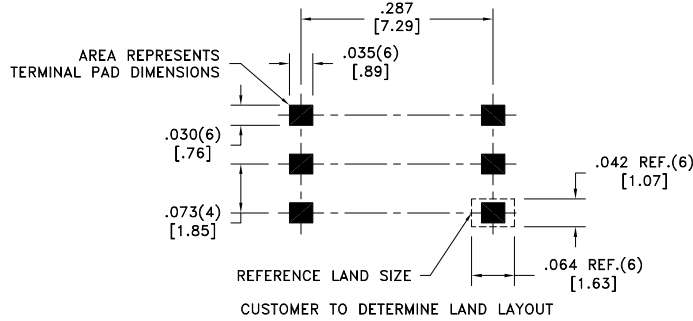 .287
[7.29]
AREA REPRESENTS
TERMINAL PAD DIMENSIONS
.035(6)
[.89]
.030(6)
[.76]
.042 REF.(6)
[1.07]
.073(4)
[1.85]
REFERENCE LAND SIZE
.064 REF.(6)
[1.63]
CUSTOMER TO DETERMINE LAND LAYOUT